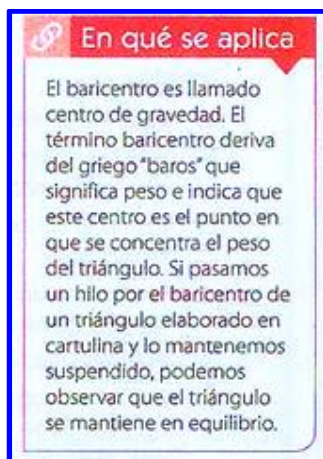 En qué se aplica
El baricentro es llamado
centro de gravedad. El
término baricentro deriva
del griego "baros" que
significa peso e indica que
este centro es el punto en
que se concentra el peso
del triángulo. Si pasamos
un hilo por el baricentro de
un triángulo elaborado en
cartulina y lo mantenemos
suspendido, podemos
observar que el triángulo
se mantiene en equilibrio.